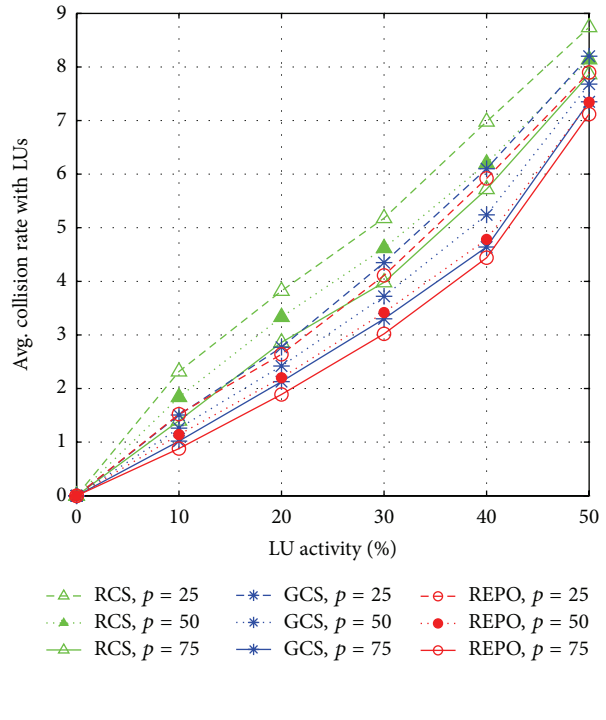 9
8
7
6
5
4
3
2
1
0
Avg. collision rate with LUs
0 10 20 30 40 50
LU activity (%)
RCS, p = 25 GCS, p = 25 REPO, p = 25
RCS, p = 50 GCS, p = 50 REPO, p = 50
RCS, p = 75 GCS, p = 75 REPO, p = 75